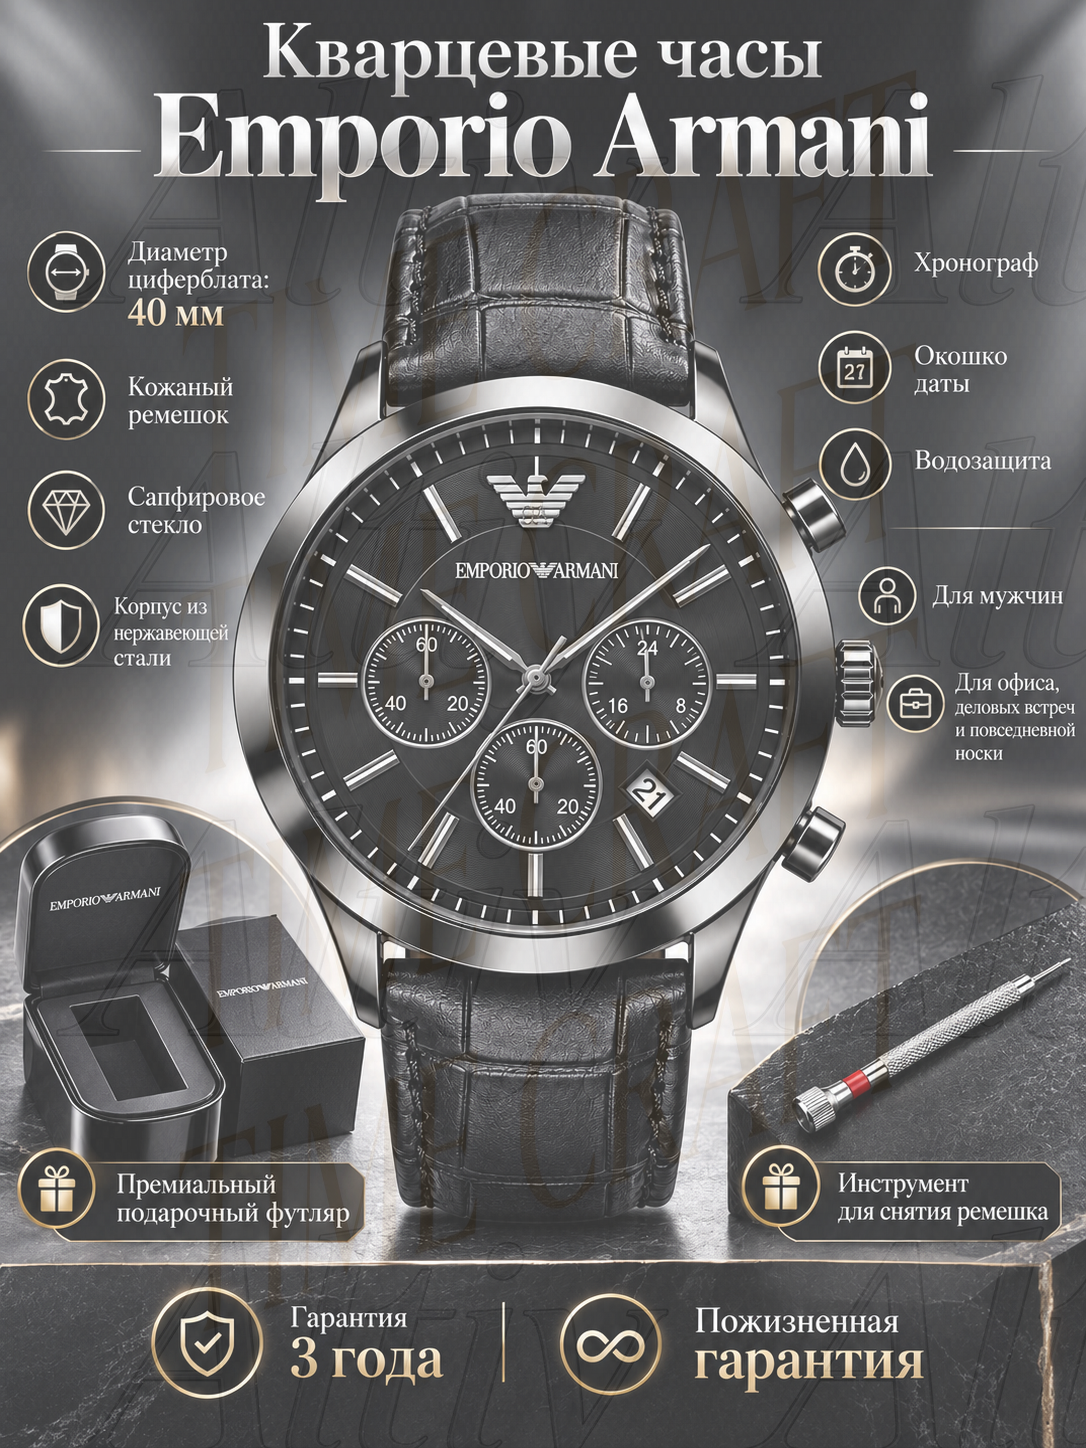 Кварцевые часы
Emporio Armani
Диаметр
циферблата:
40 мм
Кожаный
ремешок
Сапфировое
стекло
Корпус из
нержавеющей
стали
Хронограф
27
Окошко
даты
Водозащита
Для мужчин
Для офиса,
деловых встреч
и повседневной
носки
EMPORIO ARMANI
60
40 20
24
16 8
60
40 20
21
EMPORIO ARMANI
EMPORIO ARMANI
Премиальный
подарочный футляр
Инструмент
для снятия ремешка
Гарантия
3 года
Пожизненная
гарантия
TIME CRAFT